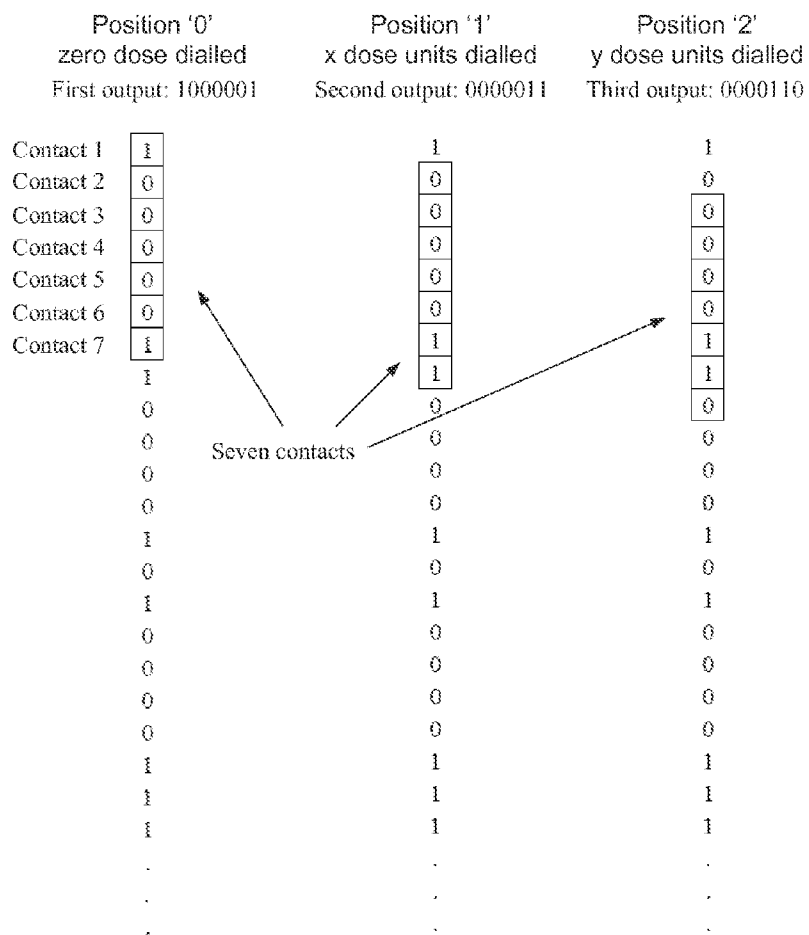 Position '0' Position '1' Position '2'
zero dose dialled x dose units dialled y dose units dialled
First output: 1000001 Second output: 0000011 Third output: 0000110
Contact 1 1 1 1
Contact 2 0 0 0
Contact 3 0 0 0
Contact 4 0 0 0
Contact 5 0 0 0
Contact 6 0 0 0
Contact 7 1 1 1
1 1 1
0 0 0
0 0 0
Seven contacts
0 0 0
0 0 0
1 1 1
0 0 0
1 1 1
0 0 0
0 0 0
0 0 0
0 0 0
1 1 1
1 1 1
1 1 1
. . .
. . .
. . .